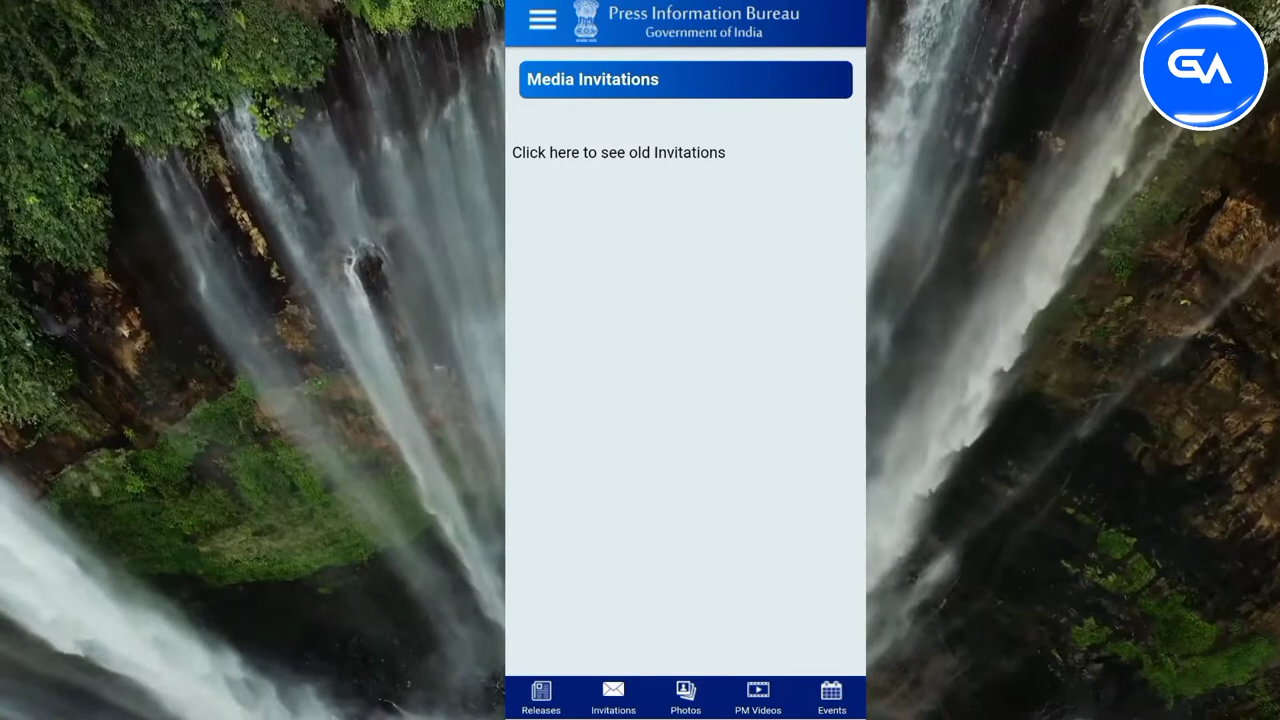 Press Information Bureau
Government of India
GA
Media Invitations
Click here to see old Invitations
Releases
Invitations
Photos
PM Videos
Events